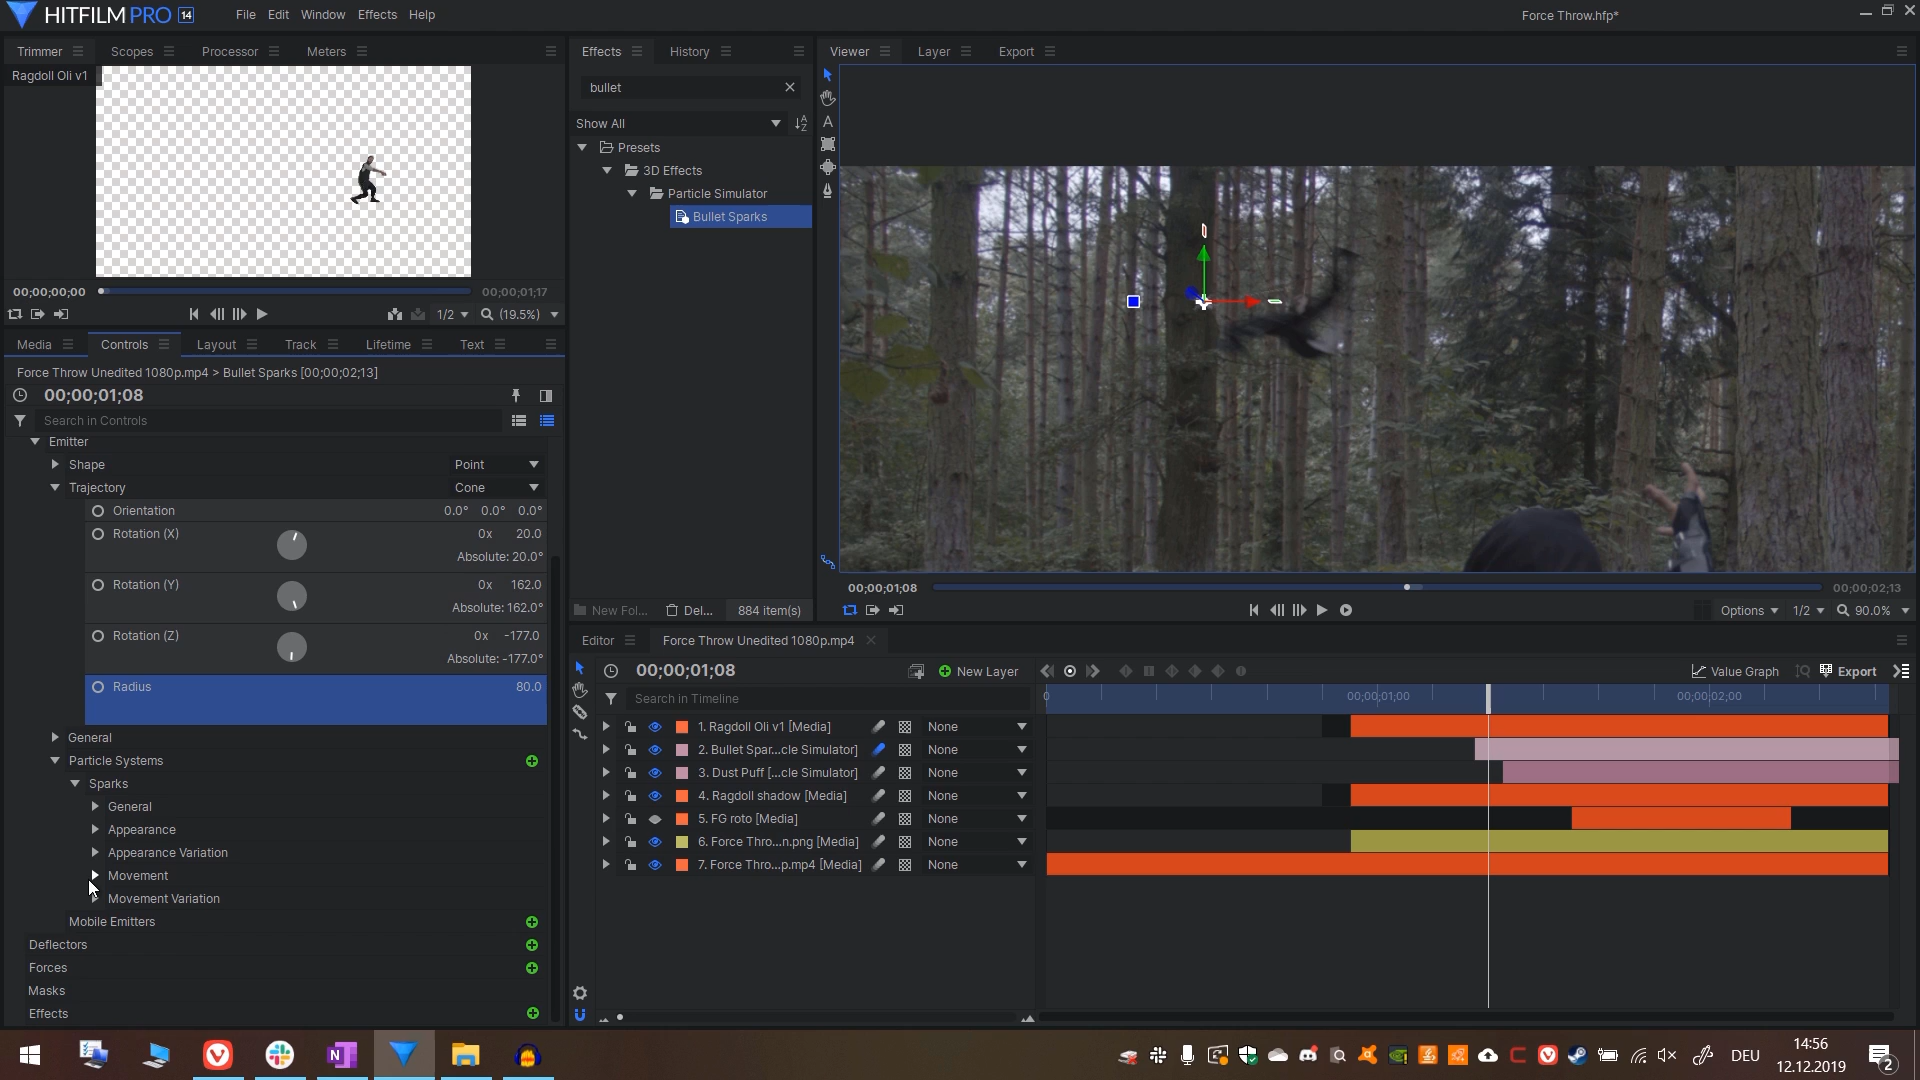 HITFILM PRO 14
File Edit Window Effects Help
Force Throw.hfp*
Trimmer Scopes Processor Meters
Ragdoll Oli v1
00;00;00;00
00;00;01;17
1/2
(19.5%)
Media Controls Layout Track Lifetime Text
Force Throw Unedited 1080p.mp4 > Bullet Sparks [00;00;02;13]
00;00;01;08
Search in Controls
Emitter
Shape Point
Trajectory Cone
Orientation 0.0° 0.0° 0.0°
Rotation (X) 0x 20.0
Absolute: 20.0°
Rotation (Y) 0x 162.0
Absolute: 162.0°
Rotation (Z) 0x -177.0
Absolute: -177.0°
Radius 80.0
General
Particle Systems
Sparks
General
Appearance
Appearance Variation
Movement
Movement Variation
Mobile Emitters
Deflectors
Forces
Masks
Effects
Effects History
bullet
Show All
Presets
3D Effects
Particle Simulator
Bullet Sparks
New Fol... Del... 884 item(s)
Viewer Layer Export
00;00;01;08
00;00;02;13
Options 1/2 90.0%
Editor Force Throw Unedited 1080p.mp4
00;00;01;08 New Layer
Value Graph Export
Search in Timeline
0 00;00;01;00 00;00;02;00
1. Ragdoll Oli v1 [Media] None
2. Bullet Spar...cle Simulator] None
3. Dust Puff [...cle Simulator] None
4. Ragdoll shadow [Media] None
5. FG roto [Media] None
6. Force Thro...n.png [Media] None
7. Force Thro...p.mp4 [Media] None
DEU
14:56
12.12.2019
2